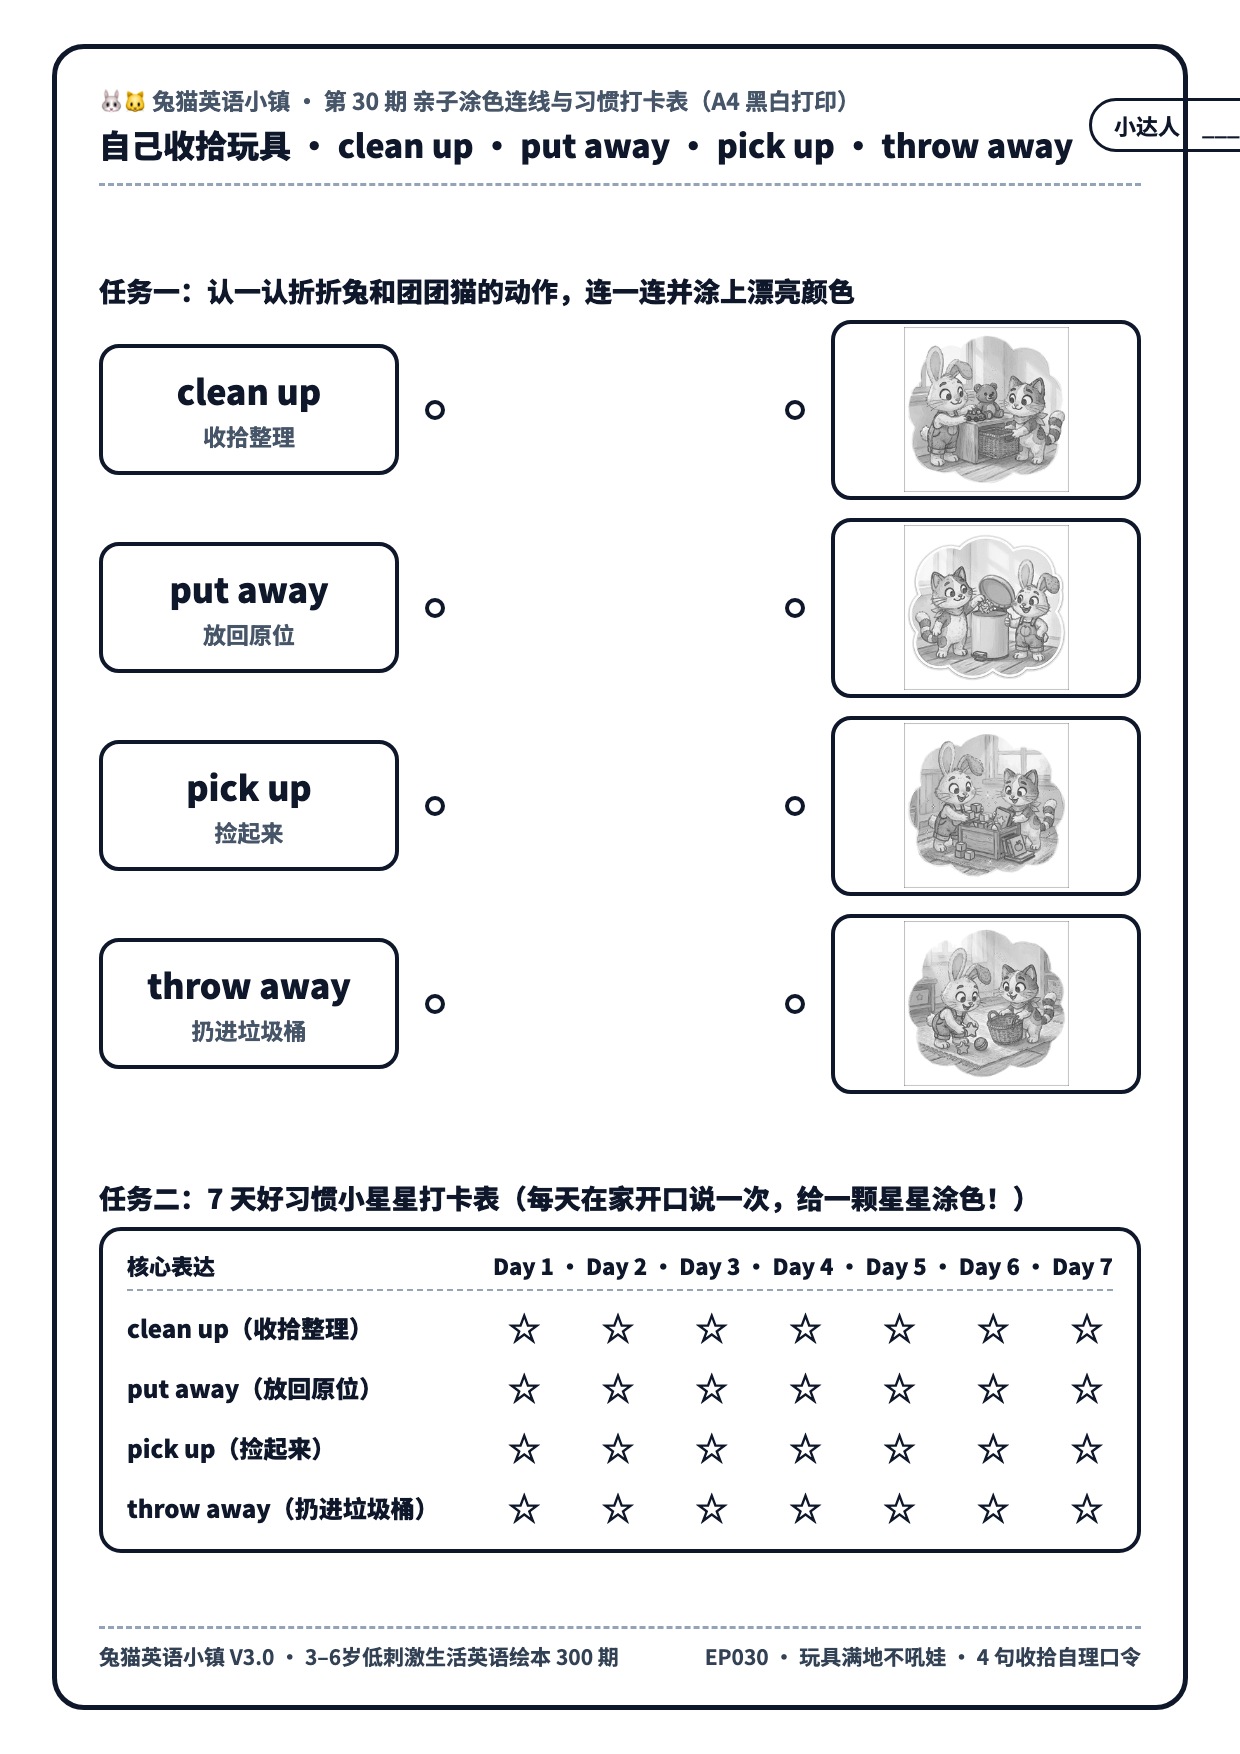 🐰🐱 兔猫英语小镇 · 第 30 期 亲子涂色连线与习惯打卡表（A4 黑白打印）
自己收拾玩具 · clean up · put away · pick up · throw away
小达人 ___
任务一：认一认折折兔和团团猫的动作，连一连并涂上漂亮颜色
clean up
收拾整理
put away
放回原位
pick up
捡起来
throw away
扔进垃圾桶
任务二：7 天好习惯小星星打卡表（每天在家开口说一次，给一颗星星涂色！）
核心表达 Day 1 · Day 2 · Day 3 · Day 4 · Day 5 · Day 6 · Day 7
clean up（收拾整理） ☆ ☆ ☆ ☆ ☆ ☆ ☆
put away（放回原位） ☆ ☆ ☆ ☆ ☆ ☆ ☆
pick up（捡起来） ☆ ☆ ☆ ☆ ☆ ☆ ☆
throw away（扔进垃圾桶） ☆ ☆ ☆ ☆ ☆ ☆ ☆
兔猫英语小镇 V3.0 · 3–6岁低刺激生活英语绘本 300 期 EP030 · 玩具满地不吼娃 · 4 句收拾自理口令